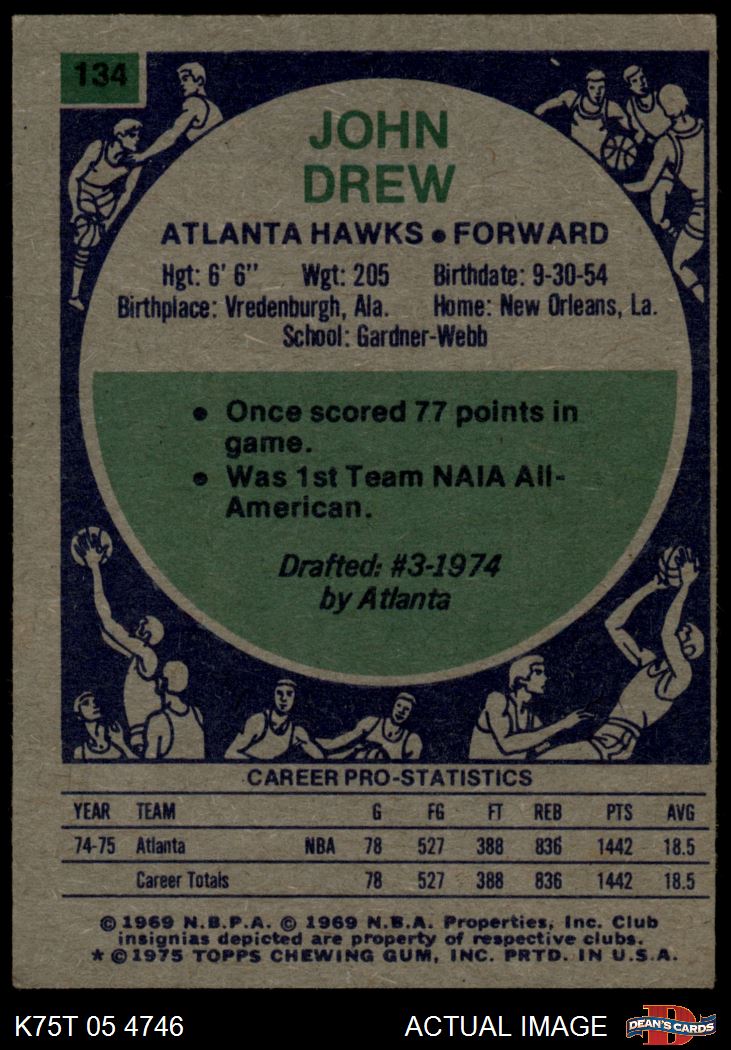 134
JOHN
DREW
ATLANTA HAWKS • FORWARD
Hgt: 6' 6" Wgt: 205 Birthdate: 9-30-54
Birthplace: Vredenburgh, Ala. Home: New Orleans, La.
School: Gardner-Webb
• Once scored 77 points in
game.
• Was 1st Team NAIA All-
American.
Drafted: #3-1974
by Atlanta
CAREER PRO-STATISTICS
YEAR TEAM G FG FT REB PTS AVG
74-75 Atlanta NBA 78 527 388 836 1442 18.5
Career Totals 78 527 388 836 1442 18.5
© 1969 N.B.P.A. © 1969 N.B.A. Properties, Inc. Club
insignias depicted are property of respective clubs.
* © 1975 TOPPS CHEWING GUM, INC. PRTD. IN U.S.A.
K75T 05 4746 ACTUAL IMAGE D DEAN'S CARDS